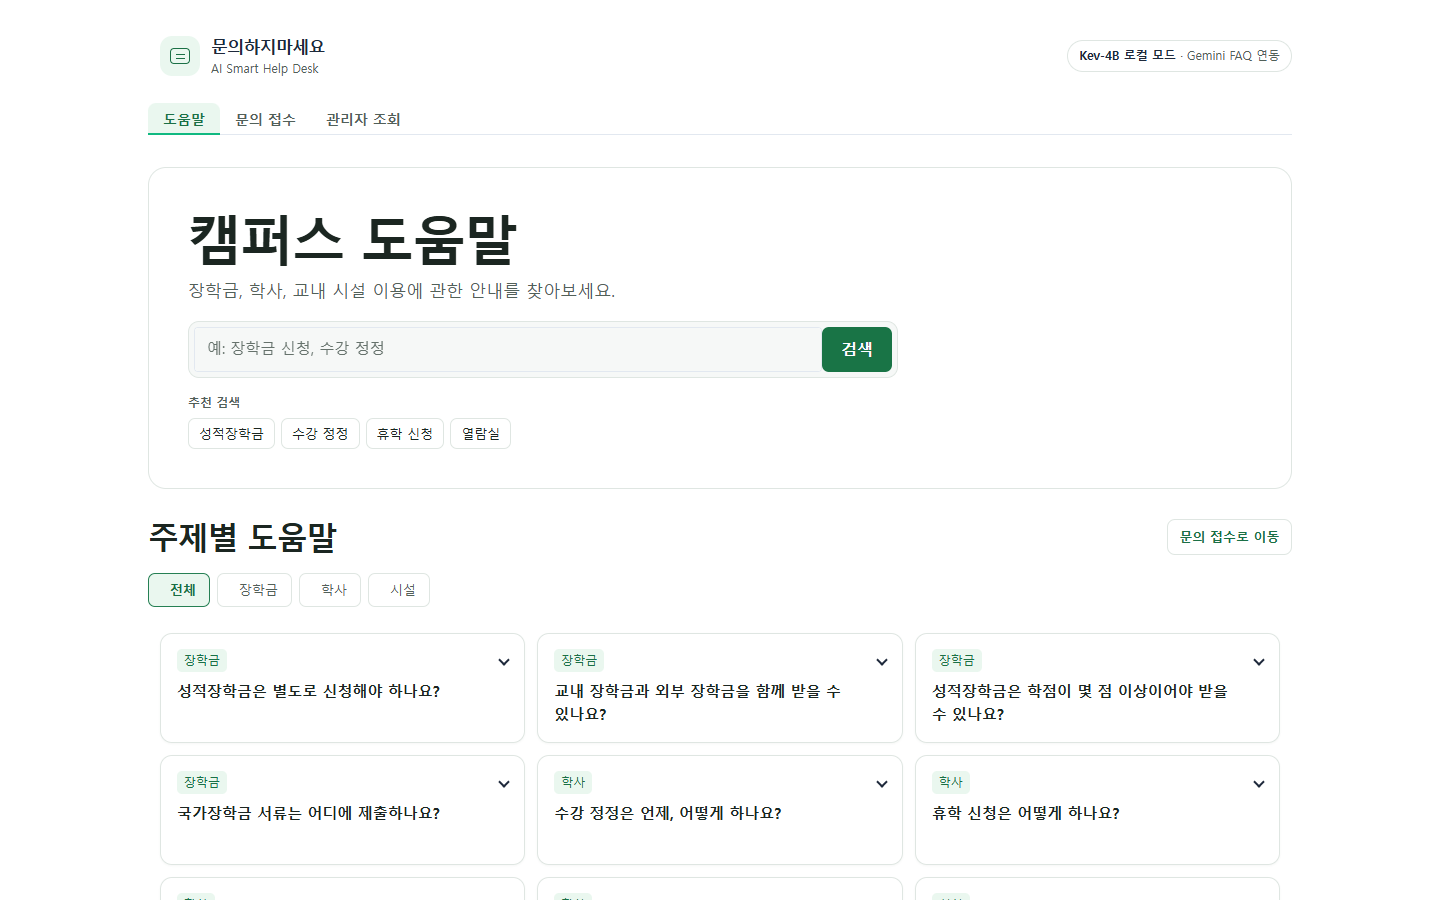 문의하지마세요
AI Smart Help Desk
Kev-4B 로컬 모드 · Gemini FAQ 연동
도움말
문의 접수
관리자 조회
캠퍼스 도움말
장학금, 학사, 교내 시설 이용에 관한 안내를 찾아보세요.
예: 장학금 신청, 수강 정정
검색
추천 검색
성적장학금
수강 정정
휴학 신청
열람실
주제별 도움말
문의 접수로 이동
전체
장학금
학사
시설
장학금
성적장학금은 별도로 신청해야 하나요?
장학금
교내 장학금과 외부 장학금을 함께 받을 수
있나요?
장학금
성적장학금은 학점이 몇 점 이상이어야 받을
수 있나요?
장학금
국가장학금 서류는 어디에 제출하나요?
학사
수강 정정은 언제, 어떻게 하나요?
학사
휴학 신청은 어떻게 하나요?